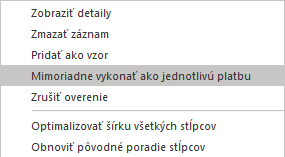 Zobraziť detaily
Zmazať záznam
Pridať ako vzor
Mimoriadne vykonať ako jednotlivú platbu
Zrušiť overenie
Optimalizovať šírku všetkých stĺpcov
Obnoviť pôvodné poradie stĺpcov